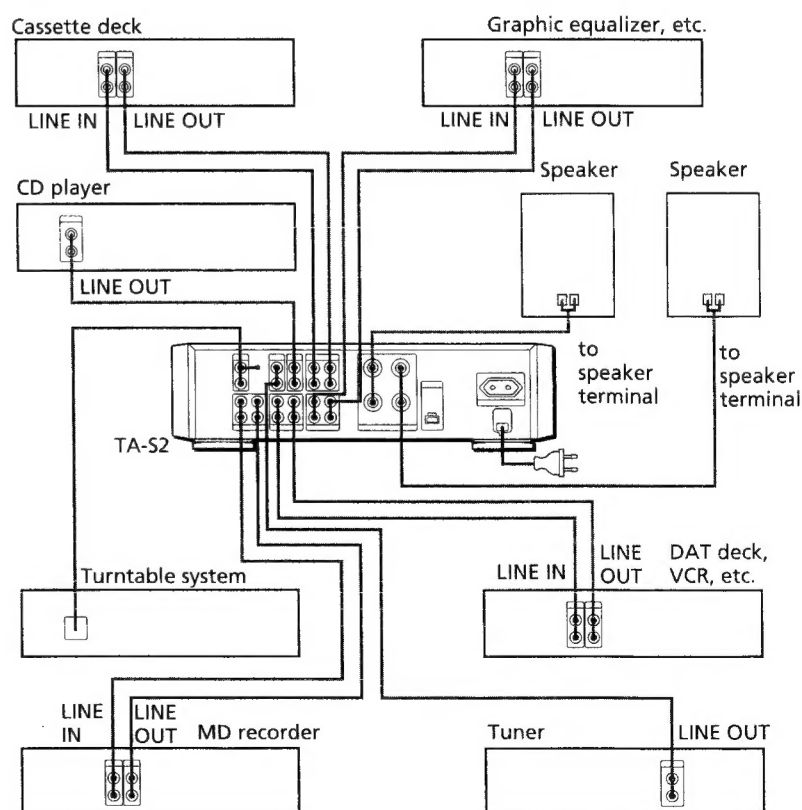 Cassette deck
Graphic equalizer, etc.
LINE IN
LINE OUT
LINE IN
LINE OUT
CD player
Speaker
Speaker
LINE OUT
to
speaker
terminal
to
speaker
terminal
TA-S2
Turntable system
LINE IN
LINE
OUT
DAT deck,
VCR, etc.
LINE
IN
LINE
OUT
MD recorder
Tuner
LINE OUT